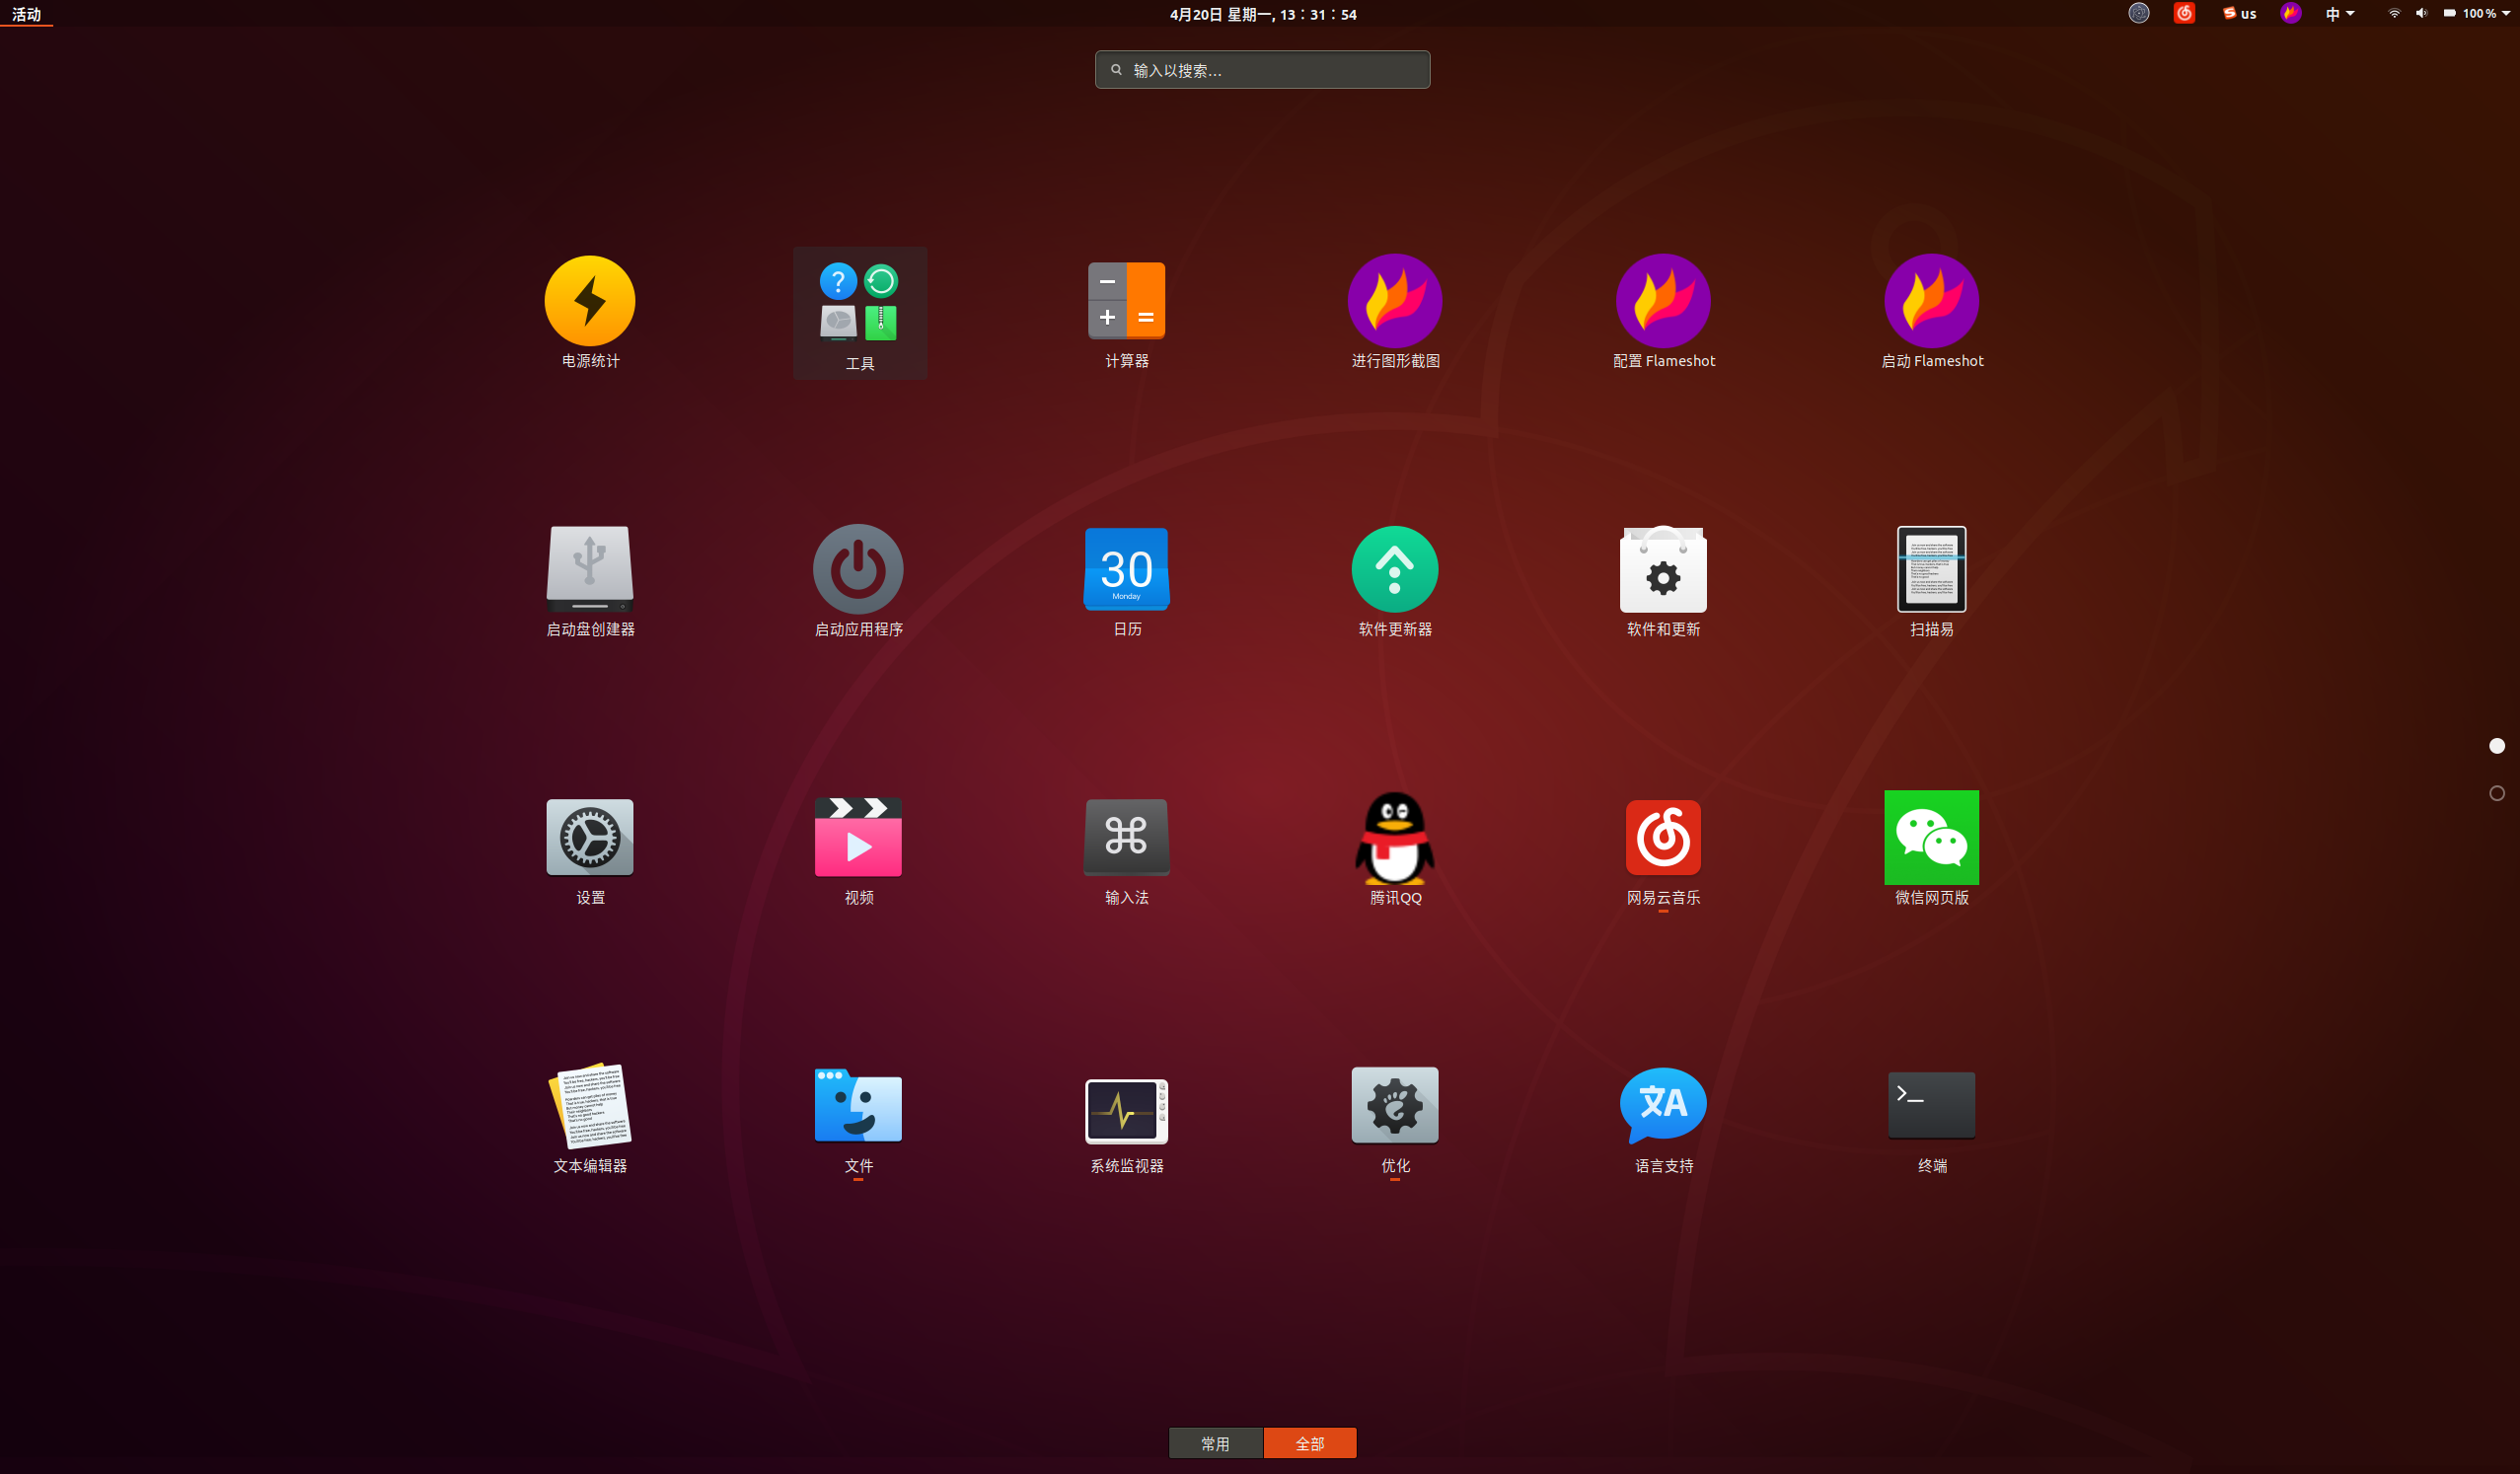 活动
4月20日 星期一, 13：31：54
us
中
100 %
输入以搜索…
电源统计
工具
计算器
进行图形截图
配置 Flameshot
启动 Flameshot
30
Monday
启动盘创建器
启动应用程序
日历
软件更新器
软件和更新
扫描易
设置
视频
输入法
腾讯QQ
网易云音乐
微信网页版
文A
文本编辑器
文件
系统监视器
优化
语言支持
终端
常用
全部